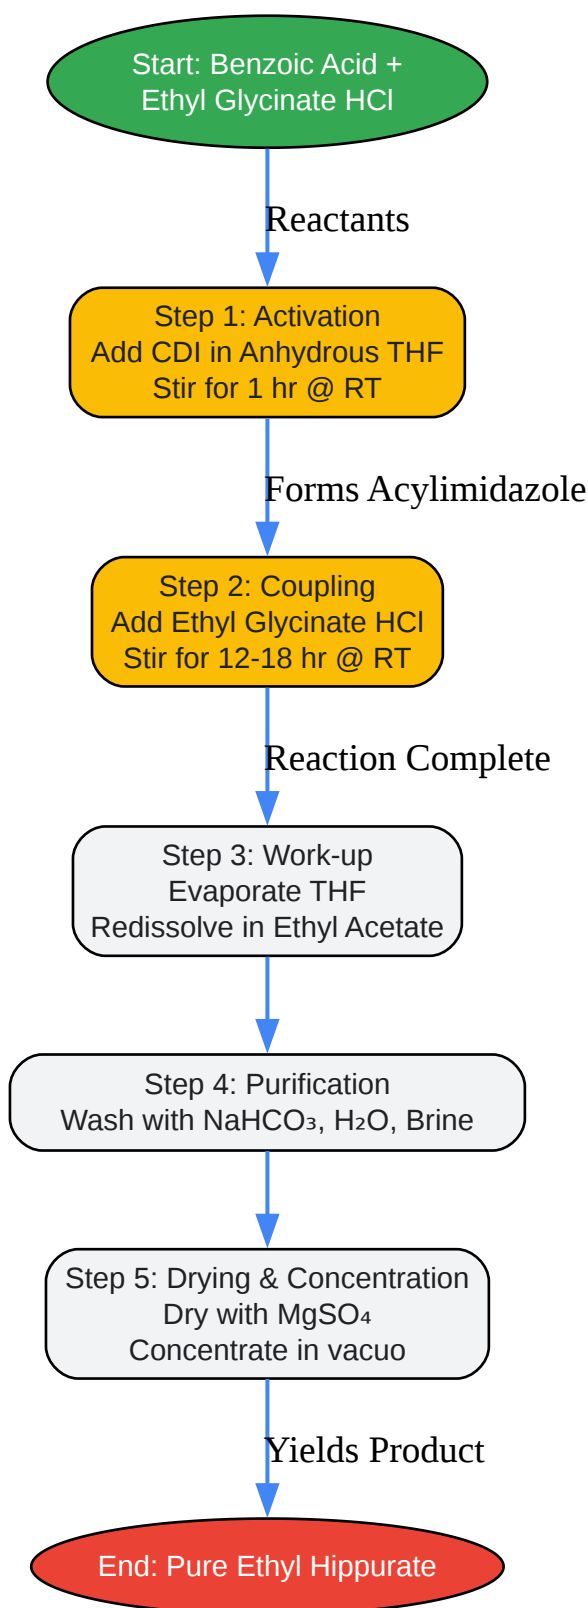 Start: Benzoic Acid +
Ethyl Glycinate HCl
Reactants
Step 1: Activation
Add CDI in Anhydrous THF
Stir for 1 hr @ RT
Forms Acylimidazole
Step 2: Coupling
Add Ethyl Glycinate HCl
Stir for 12-18 hr @ RT
Reaction Complete
Step 3: Work-up
Evaporate THF
Redissolve in Ethyl Acetate
Step 4: Purification
Wash with NaHCO₃, H₂O, Brine
Step 5: Drying & Concentration
Dry with MgSO₄
Concentrate in vacuo
Yields Product
End: Pure Ethyl Hippurate